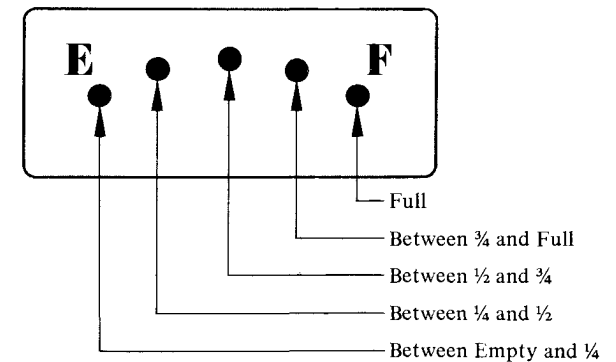 E F
Full
Between ¾ and Full
Between ½ and ¾
Between ¼ and ½
Between Empty and ¼